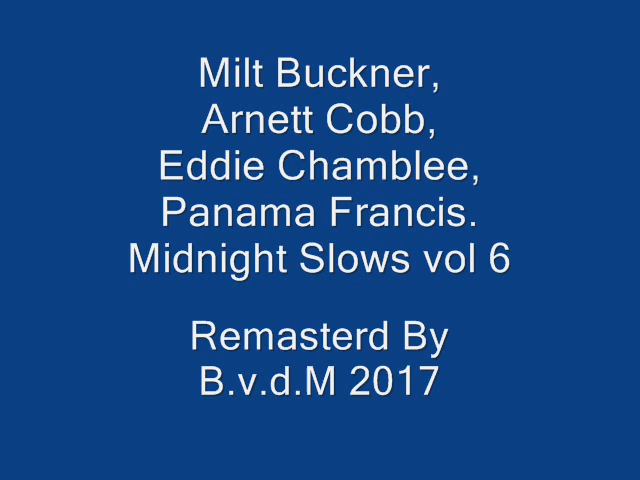 Milt Buckner,
Arnett Cobb,
Eddie Chamblee,
Panama Francis.
Midnight Slows vol 6
Remasterd By
B.v.d.M 2017